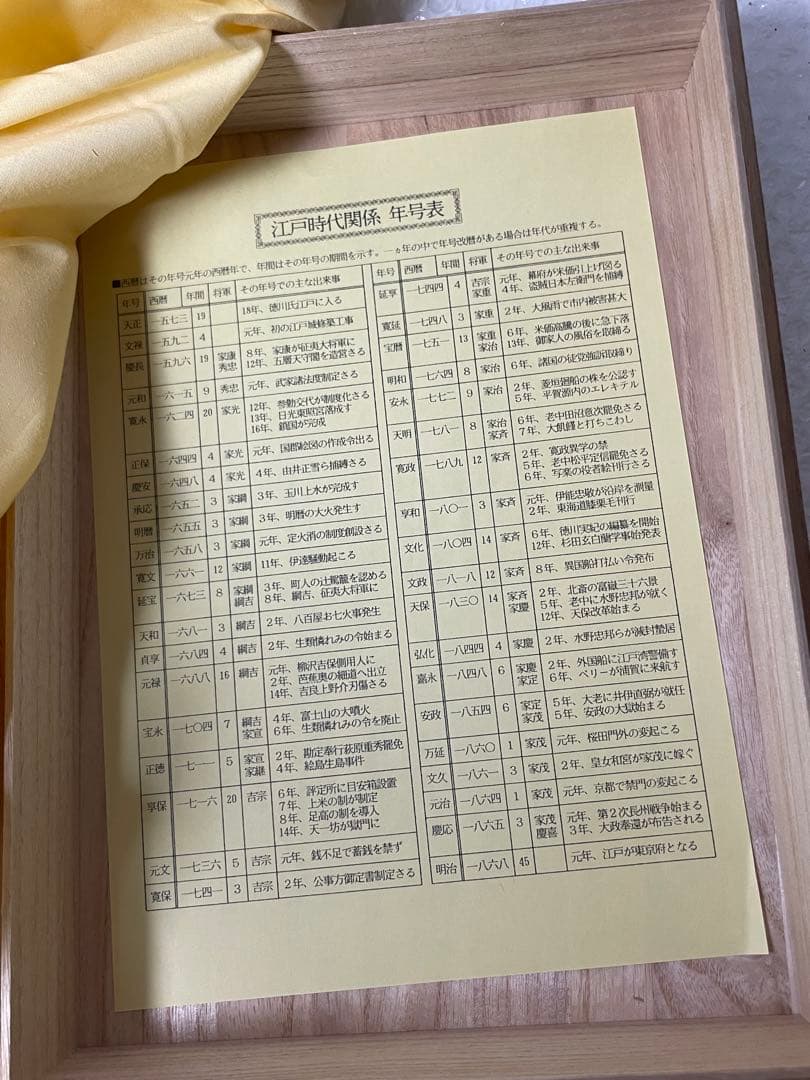 江戸時代関係 年号表
■西暦はその年号元年の西暦年で、年間はその年号の期間を示す。一ヵ年の中で年号改暦がある場合は年代が重複する。
年号 西暦 年間 将軍 その年号での主な出来事
天正 一五七三 19 18年、徳川氏江戸に入る
文禄 一五九二 4 元年、初の江戸城修築工事
慶長 一五九六 19 家康 秀忠 8年、家康が征夷大将軍に
12年、五層天守閣を造営さる
元和 一六一五 9 秀忠 元年、武家諸法度制定さる
寛永 一六二四 20 家光 12年、参勤交代が制度化さる
13年、日光東照宮落成す
16年、鎖国が完成
正保 一六四四 4 家光 元年、国郡絵図の作成令出る
慶安 一六四八 4 家光 4年、由井正雪ら捕縛さる
承応 一六五二 3 家綱 3年、玉川上水が完成す
明暦 一六五五 3 家綱 3年、明暦の大火発生す
万治 一六五八 3 家綱 元年、定火消の制度創設さる
寛文 一六六一 12 家綱 11年、伊達騒動起こる
延宝 一六七三 8 家綱 綱吉 3年、町人の辻駕籠を認める
8年、綱吉、征夷大将軍に
天和 一六八一 3 綱吉 2年、八百屋お七火事発生
貞享 一六八四 4 綱吉 2年、生類憐れみの令始まる
元禄 一六八八 16 綱吉 元年、柳沢吉保側用人に
2年、芭蕉奥の細道へ出立
14年、吉良上野介刃傷さる
宝永 一七〇四 7 綱吉 家宣 4年、富士山の大噴火
6年、生類憐れみの令を廃止
正徳 一七一一 5 家宣 家継 2年、勘定奉行萩原重秀罷免
4年、絵島生島事件
享保 一七一六 20 吉宗 6年、評定所に目安箱設置
7年、上米の制が制定
8年、足高の制を導入
14年、天一坊が獄門に
元文 一七三六 5 吉宗 元年、銭不足で蓄銭を禁ず
寛保 一七四一 3 吉宗 2年、公事方御定書制定さる
年号 西暦 年間 将軍 その年号での主な出来事
延享 一七四四 4 吉宗 家重 元年、幕府が米価引上げ図る
4年、盗賊日本左衛門を捕縛
寛延 一七四八 3 家重 2年、大風雨で市内被害甚大
宝暦 一七五一 13 家重 家治 6年、米価高騰の後に急下落
13年、御家人の風俗を取締る
明和 一七六四 8 家治 6年、諸国の徒党強訴取締り
安永 一七七二 9 家治 2年、菱垣廻船の株を公認す
5年、平賀源内のエレキテル
天明 一七八一 8 家治 家斉 6年、老中田沼意次罷免さる
7年、大飢饉と打ちこわし
寛政 一七八九 12 家斉 2年、寛政異学の禁
5年、老中松平定信罷免さる
6年、写楽の役者絵刊行さる
享和 一八〇一 3 家斉 元年、伊能忠敬が沿岸を測量
2年、東海道膝栗毛刊行
文化 一八〇四 14 家斉 6年、徳川実紀の編纂を開始
12年、杉田玄白蘭学事始発表
文政 一八一八 12 家斉 8年、異国船打払い令発布
天保 一八三〇 14 家斉 家慶 2年、北斎の富嶽三十六景
5年、老中に水野忠邦が就く
12年、天保改革始まる
弘化 一八四四 4 家慶 2年、水野忠邦らが減封蟄居
嘉永 一八四八 6 家慶 家定 2年、外国船に江戸湾警備す
6年、ペリーが浦賀に来航す
安政 一八五四 6 家定 家茂 5年、大老に井伊直弼が就任
5年、安政の大獄始まる
万延 一八六〇 1 家茂 元年、桜田門外の変起こる
文久 一八六一 3 家茂 2年、皇女和宮が家茂に嫁ぐ
元治 一八六四 1 家茂 元年、京都で禁門の変起こる
慶応 一八六五 3 家茂 慶喜 元年、第2次長州戦争始まる
3年、大政奉還が布告される
明治 一八六八 45 元年、江戸が東京府となる